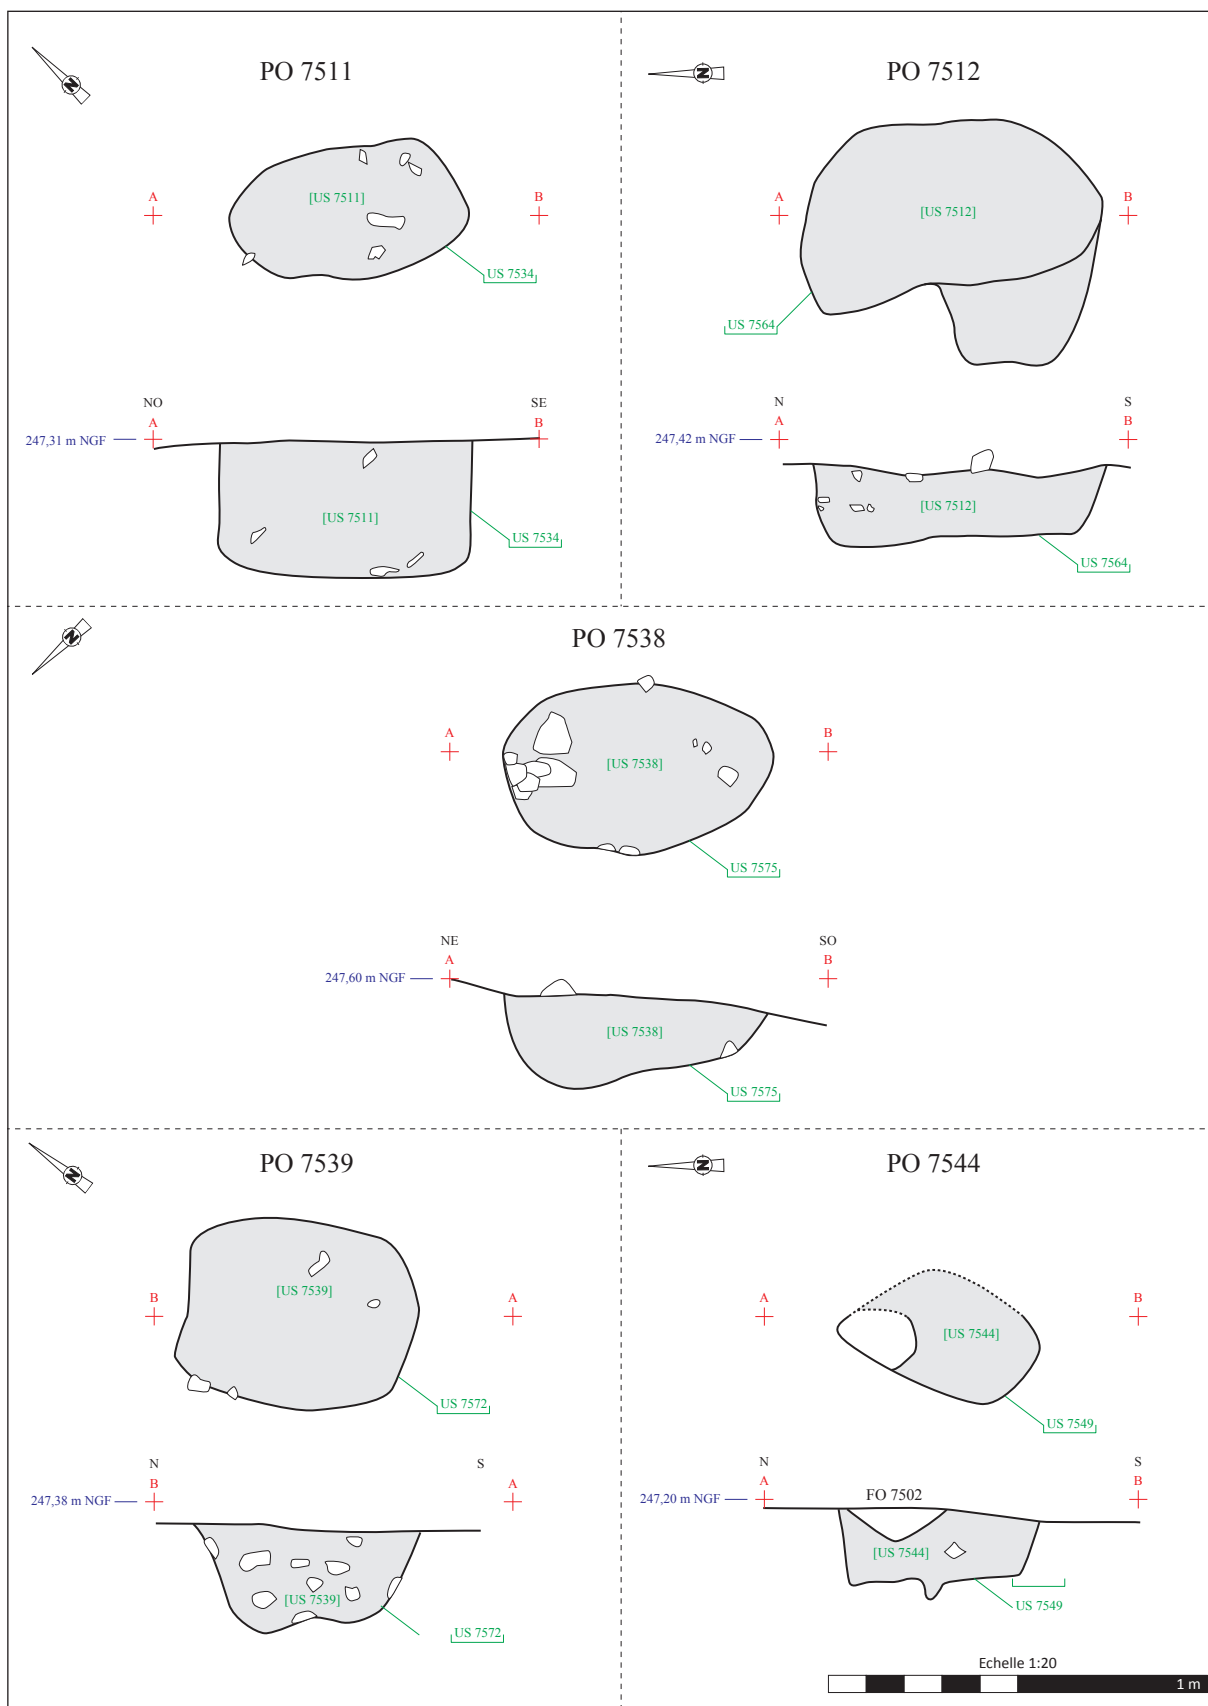 N
PO 7511
A
B
[US 7511]
US 7534
NO
SE
A
B
247,31 m NGF
[US 7511]
US 7534
N
PO 7512
A
B
[US 7512]
US 7564
N
S
A
B
247,42 m NGF
[US 7512]
US 7564
N
PO 7538
A
B
[US 7538]
US 7575
NE
SO
A
B
247,60 m NGF
[US 7538]
US 7575
N
PO 7539
B
A
[US 7539]
US 7572
N
S
B
A
247,38 m NGF
[US 7539]
US 7572
N
PO 7544
A
B
[US 7544]
US 7549
N
S
A
B
247,20 m NGF
FO 7502
[US 7544]
US 7549
Echelle 1:20
1 m